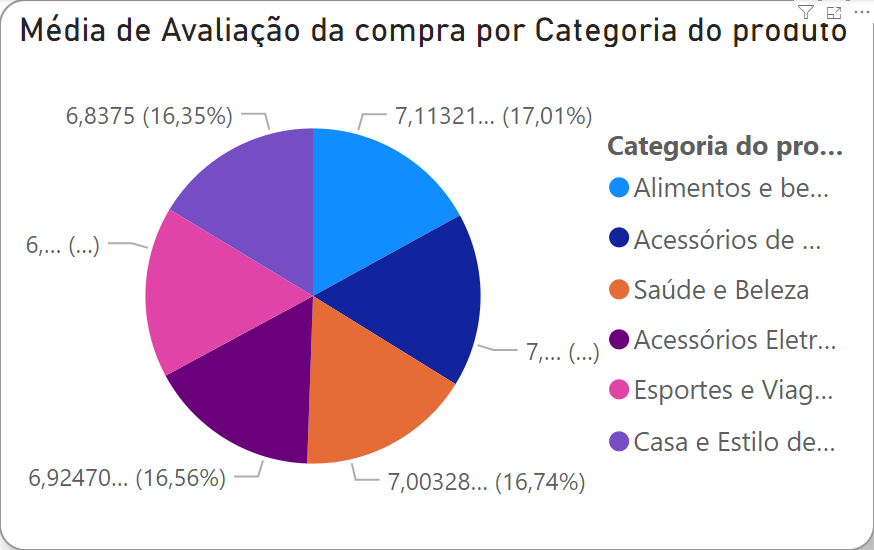 Média de Avaliação da compra por Categoria do produto
6,8375 (16,35%)
7,11321... (17,01%)
Categoria do pro...
Alimentos e be...
6,... (...)
Acessórios de ...
Saúde e Beleza
7,... (...)
Acessórios Eletr...
Esportes e Viag...
Casa e Estilo de...
6,92470... (16,56%)
7,00328... (16,74%)